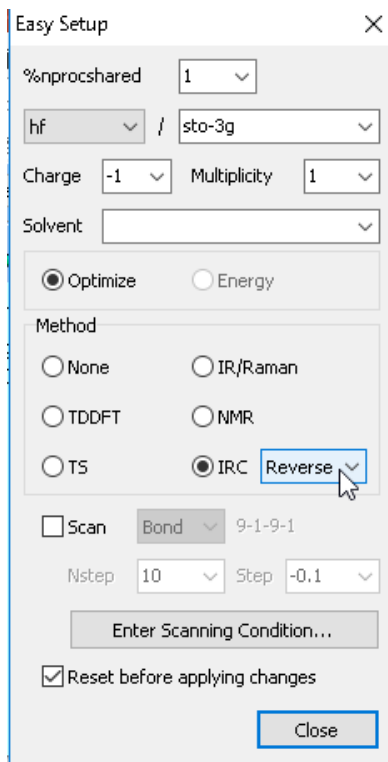 Easy Setup
%nprocshared 1
hf / sto-3g
Charge -1 Multiplicity 1
Solvent
Optimize Energy
Method
None IR/Raman
TDDFT NMR
TS IRC Reverse
Scan Bond 9-1-9-1
Nstep 10 Step -0.1
Enter Scanning Condition...
Reset before applying changes
Close